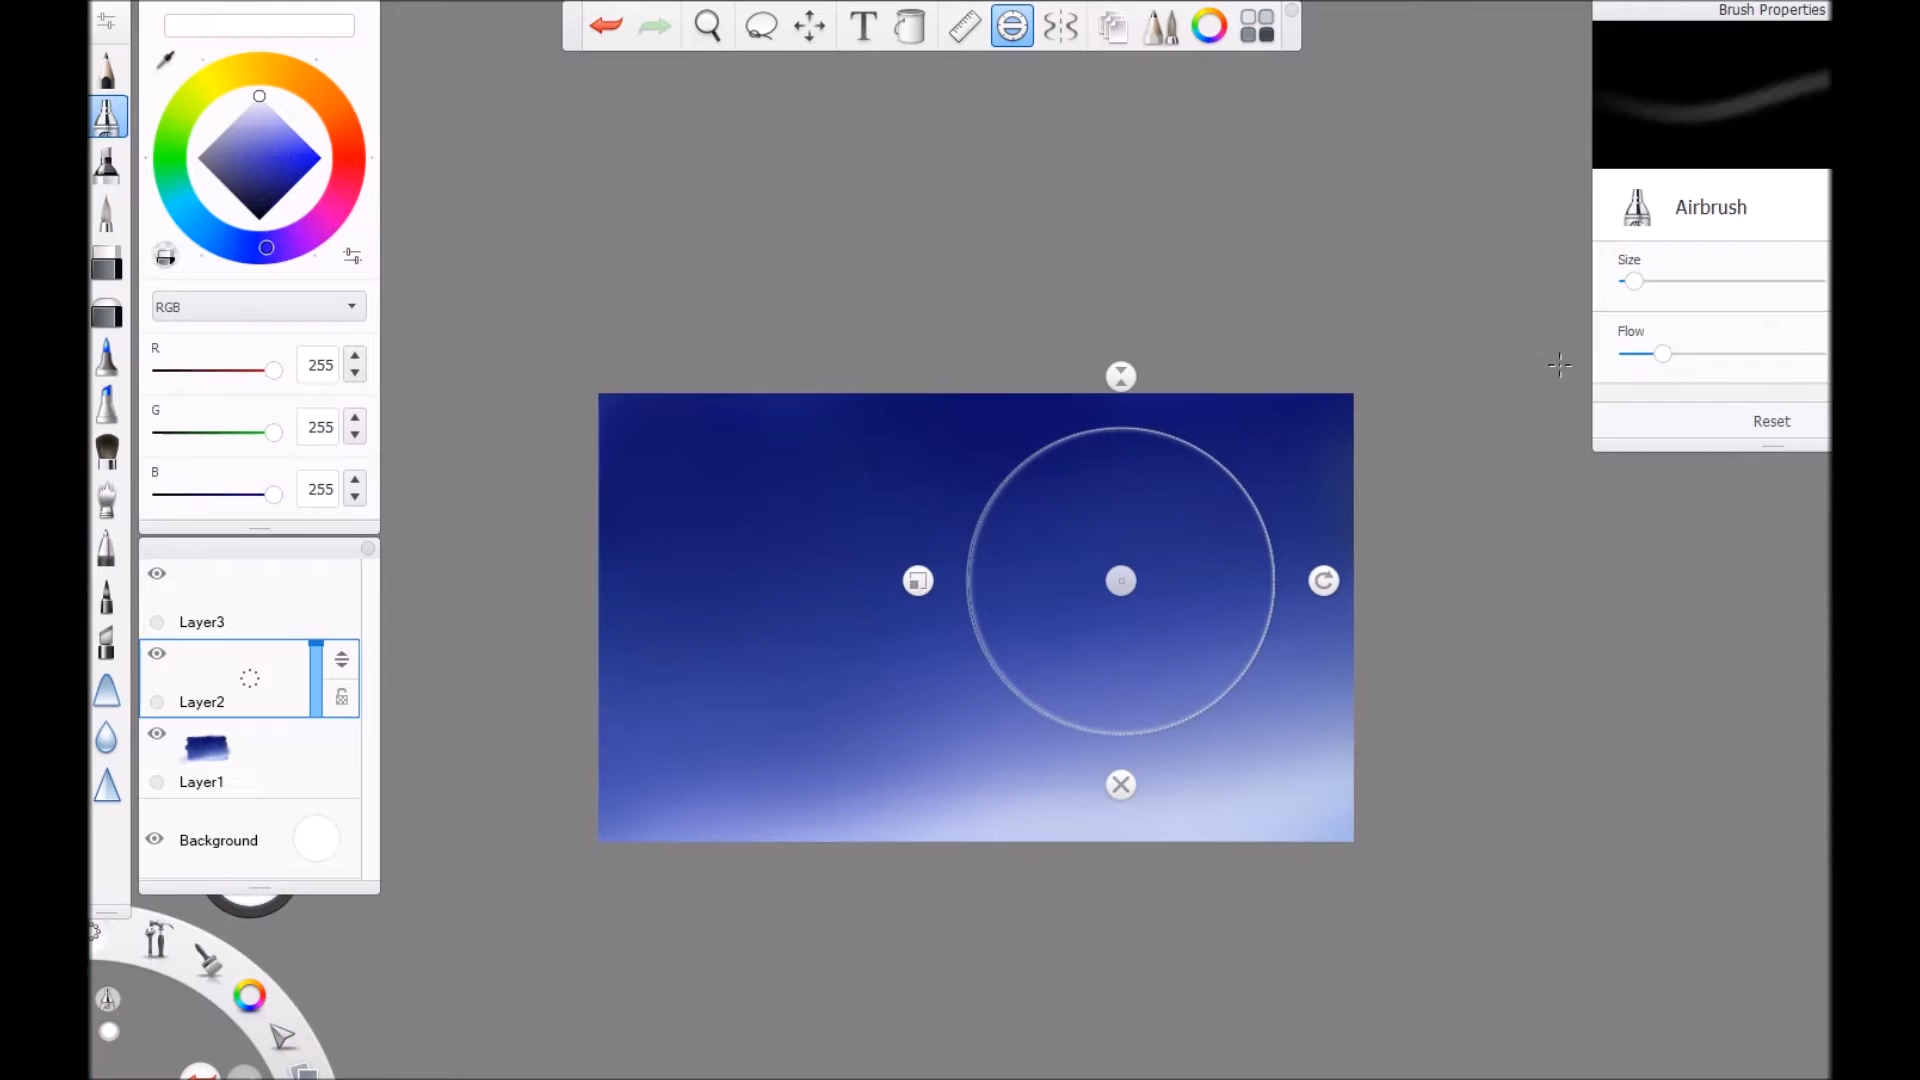 Brush Properties
Airbrush
Size
Flow
Reset
RGB
R
255
G
255
B
255
Layer3
Layer2
Layer1
Background